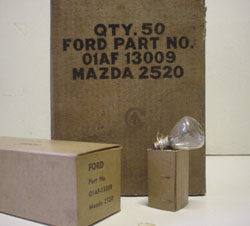 QTY. 50
FORD PART NO.
01AF 13009
MAZDA 2520
FORD
Part No.
01AF-13009
Mazda 2520